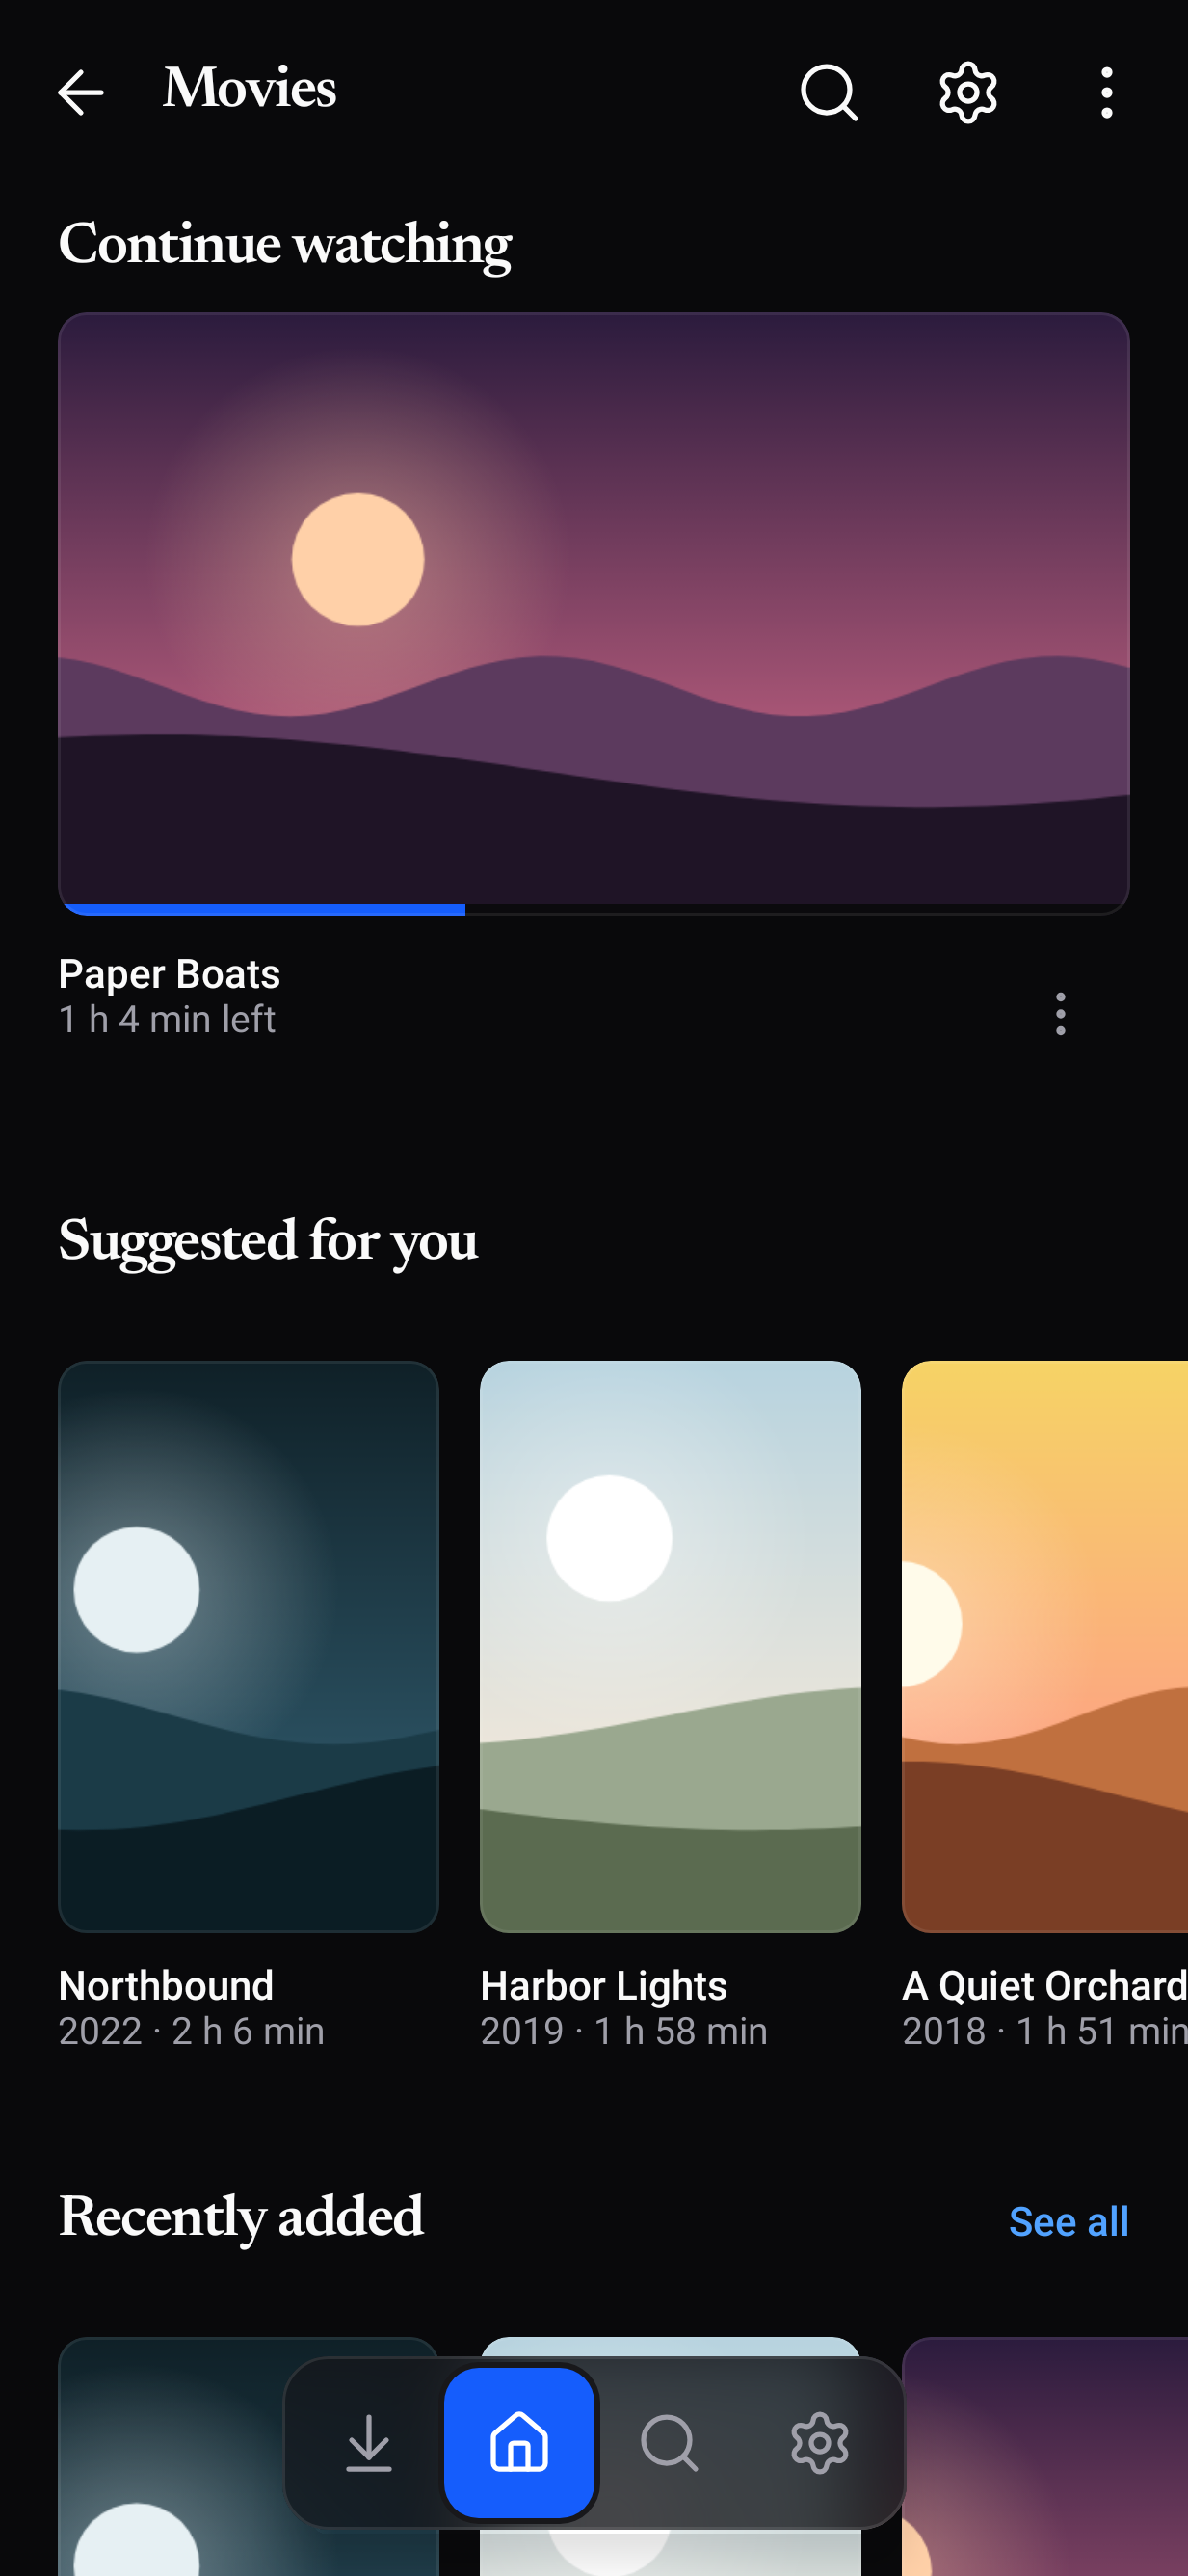 Movies
Continue watching
Paper Boats
1 h 4 min left
Suggested for you
Northbound
2022 · 2 h 6 min
Harbor Lights
2019 · 1 h 58 min
A Quiet Orchard
2018 · 1 h 51 min
Recently added
See all